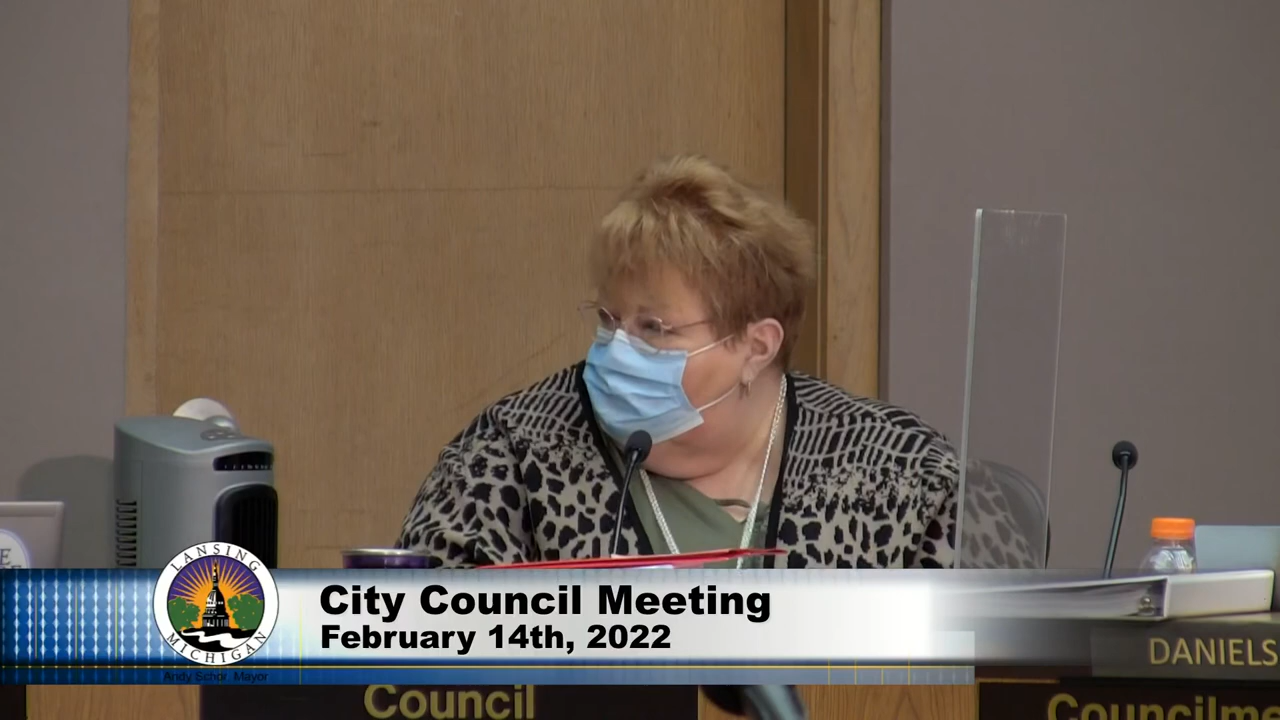 LANSING
MICHIGAN
Andy Schor, Mayor
City Council Meeting
February 14th, 2022
DANIELS
Council
Councilme